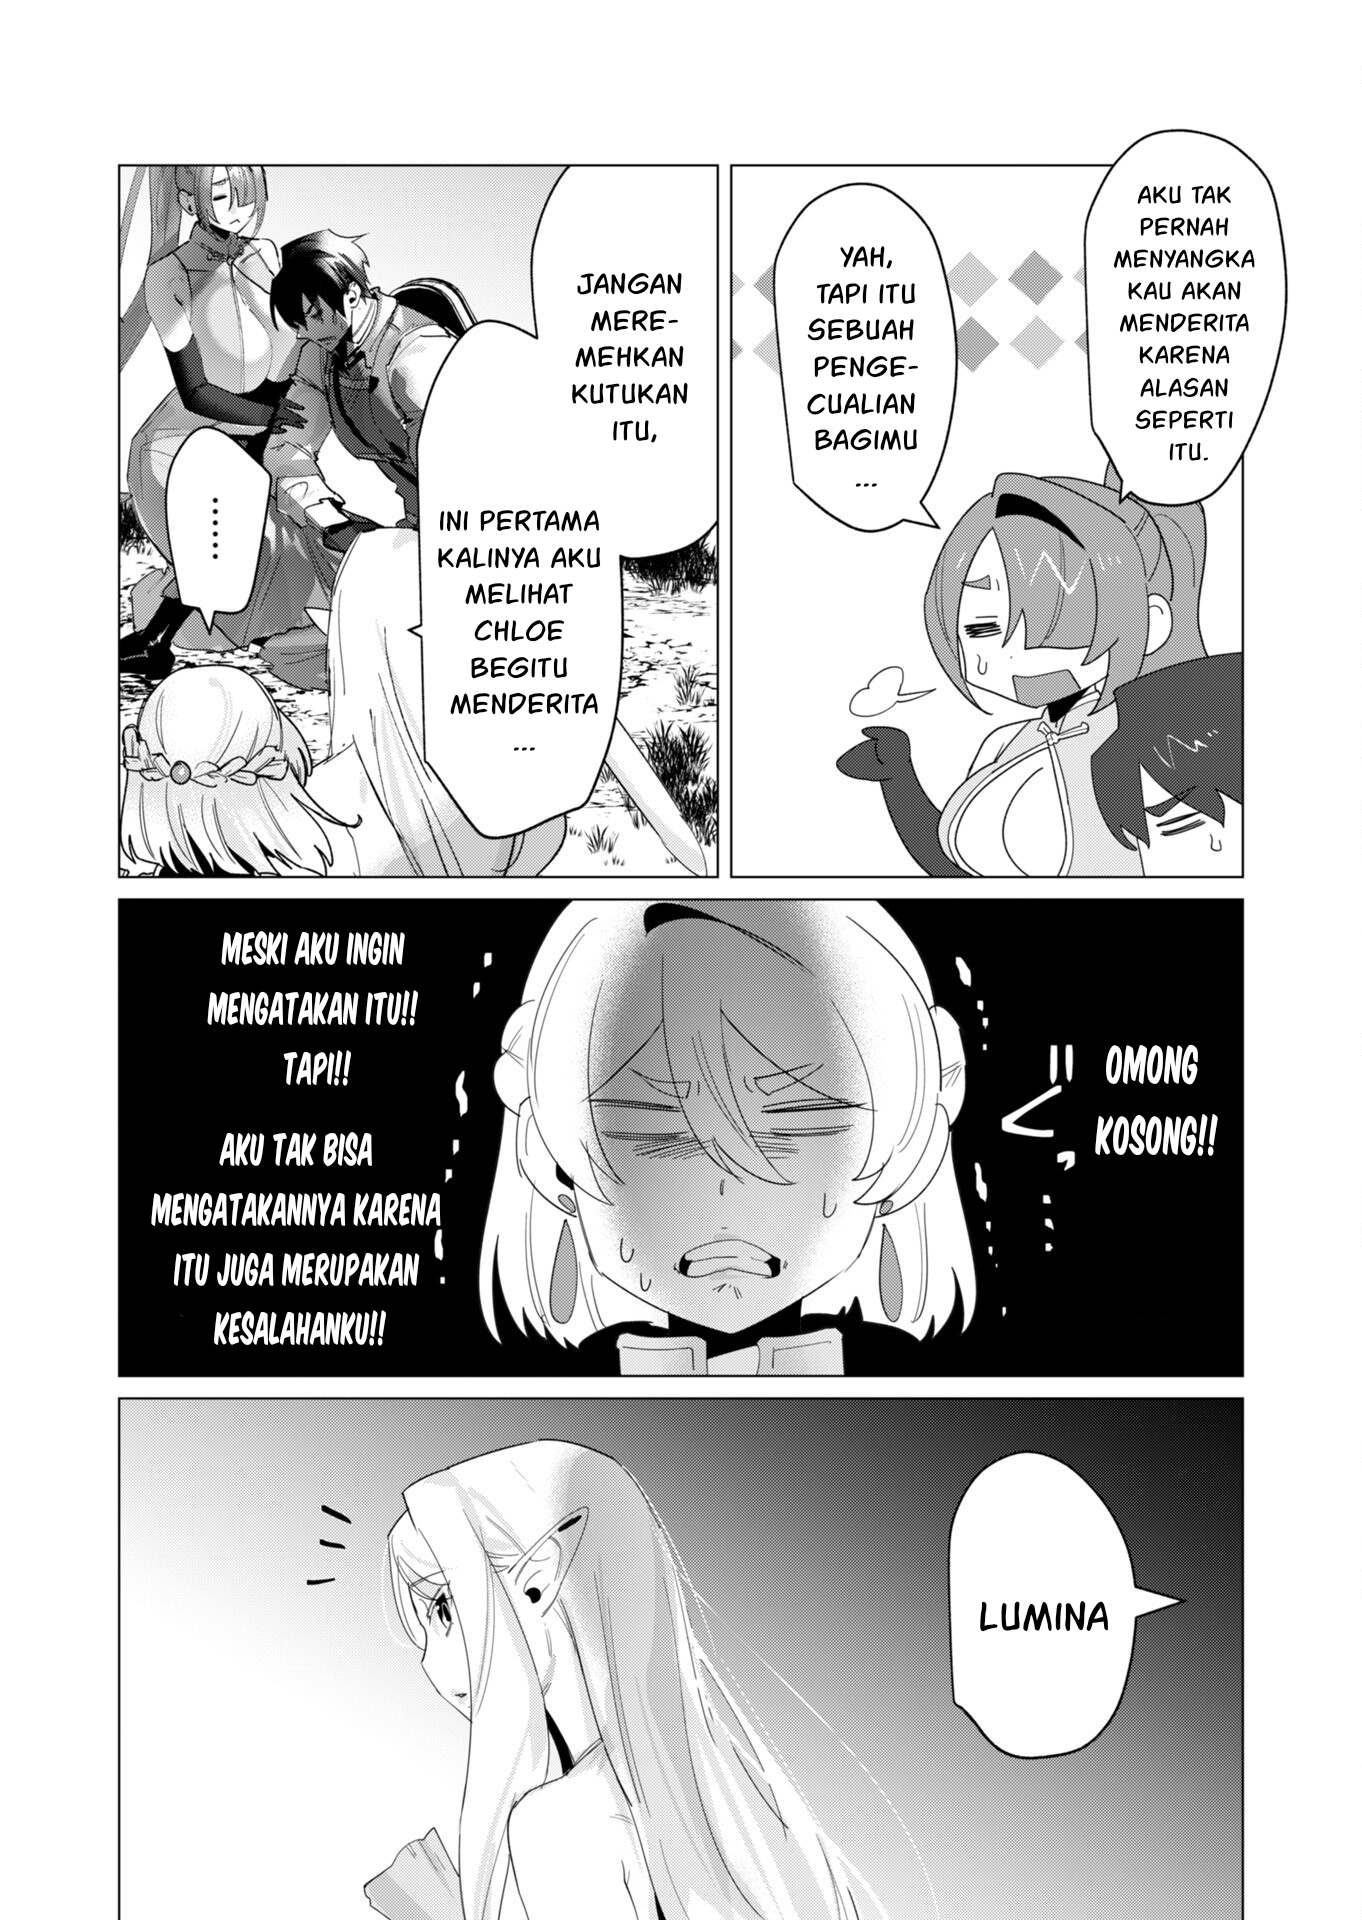 AKU TAK
PERNAH
MENYANGKA
KAU AKAN
MENDERITA
KARENA
ALASAN
SEPERTI
ITU.
YAH,
TAPI ITU
SEBUAH
PENGE-
CUALIAN
BAGIMU
...
JANGAN
MERE-
MEHKAN
KUTUKAN
ITU,
INI PERTAMA
KALINYA AKU
MELIHAT
CHLOE
BEGITU
MENDERITA
...
......
OMONG
KOSONG!!
MESKI AKU INGIN
MENGATAKAN ITU!!
TAPI!!
AKU TAK BISA
MENGATAKANNYA KARENA
ITU JUGA MERUPAKAN
KESALAHANKU!!
LUMINA